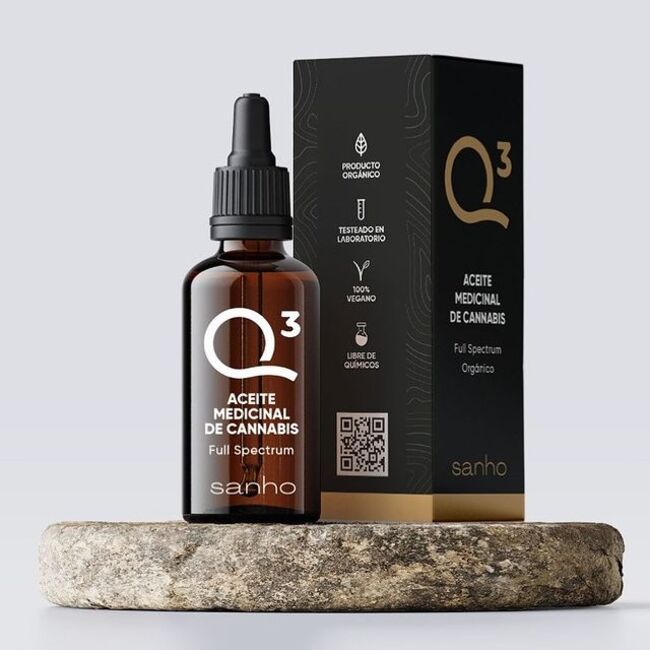 Q3
ACEITE
MEDICINAL
DE CANNABIS
Full Spectrum
sanho
PRODUCTO
ORGÁNICO
TESTEADO EN
LABORATORIO
100%
VEGANO
LIBRE DE
QUÍMICOS
Q3
ACEITE
MEDICINAL
DE CANNABIS
Full Spectrum
Orgánico
sanho